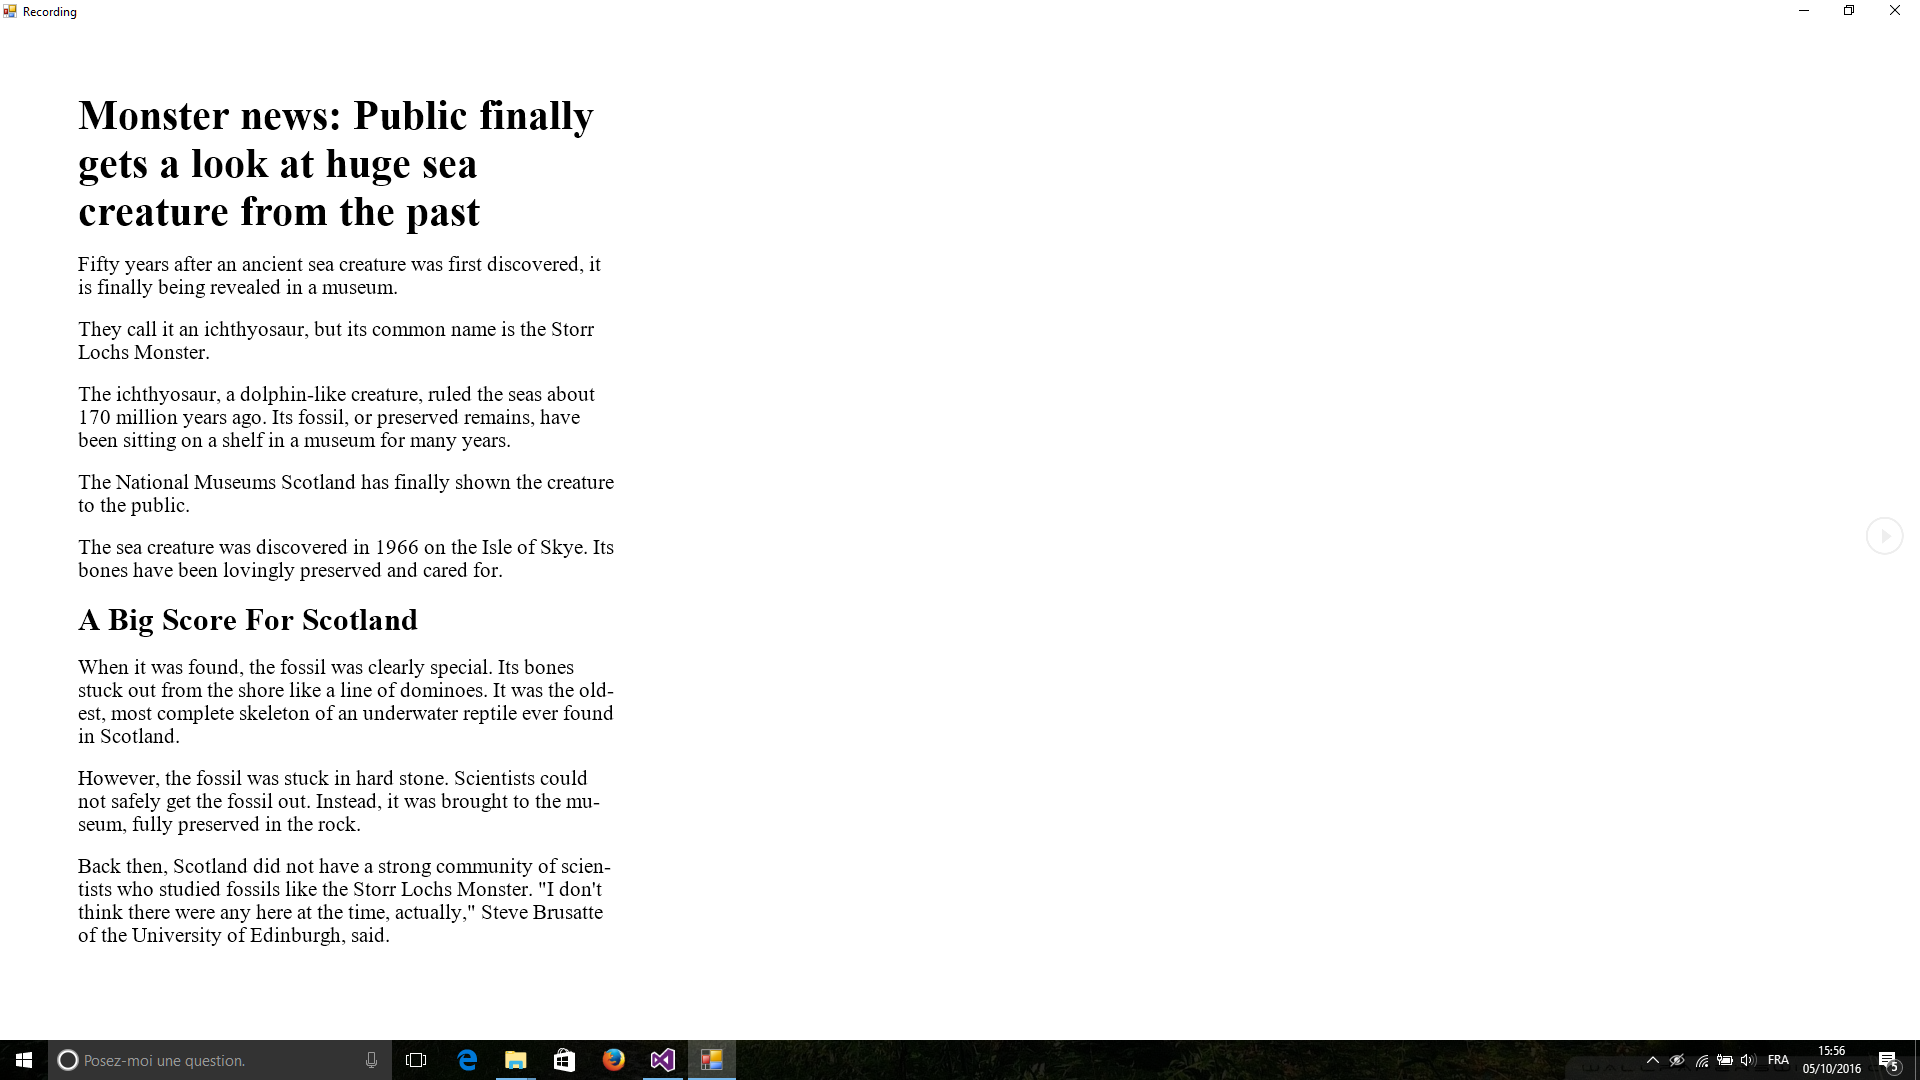 Recording
Monster news: Public finally
gets a look at huge sea
creature from the past
Fifty years after an ancient sea creature was first discovered, it
is finally being revealed in a museum.
They call it an ichthyosaur, but its common name is the Storr
Lochs Monster.
The ichthyosaur, a dolphin-like creature, ruled the seas about
170 million years ago. Its fossil, or preserved remains, have
been sitting on a shelf in a museum for many years.
The National Museums Scotland has finally shown the creature
to the public.
The sea creature was discovered in 1966 on the Isle of Skye. Its
bones have been lovingly preserved and cared for.
A Big Score For Scotland
When it was found, the fossil was clearly special. Its bones
stuck out from the shore like a line of dominoes. It was the old-
est, most complete skeleton of an underwater reptile ever found
in Scotland.
However, the fossil was stuck in hard stone. Scientists could
not safely get the fossil out. Instead, it was brought to the mu-
seum, fully preserved in the rock.
Back then, Scotland did not have a strong community of scien-
tists who studied fossils like the Storr Lochs Monster. "I don't
think there were any here at the time, actually," Steve Brusatte
of the University of Edinburgh, said.
Posez-moi une question.
FRA
15:56
05/10/2016
5